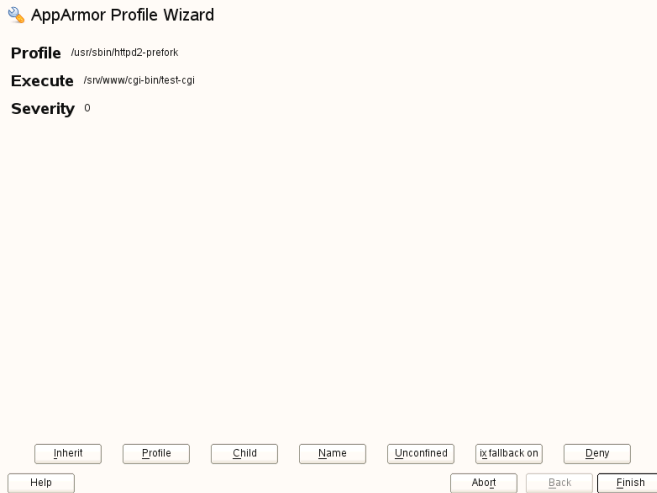 AppArmor Profile Wizard
Profile /usr/sbin/httpd2-prefork
Execute /srv/www/cgi-bin/test-cgi
Severity 0
Inherit Profile Child Name Unconfined ix fallback on Deny
Help Abort Back Finish